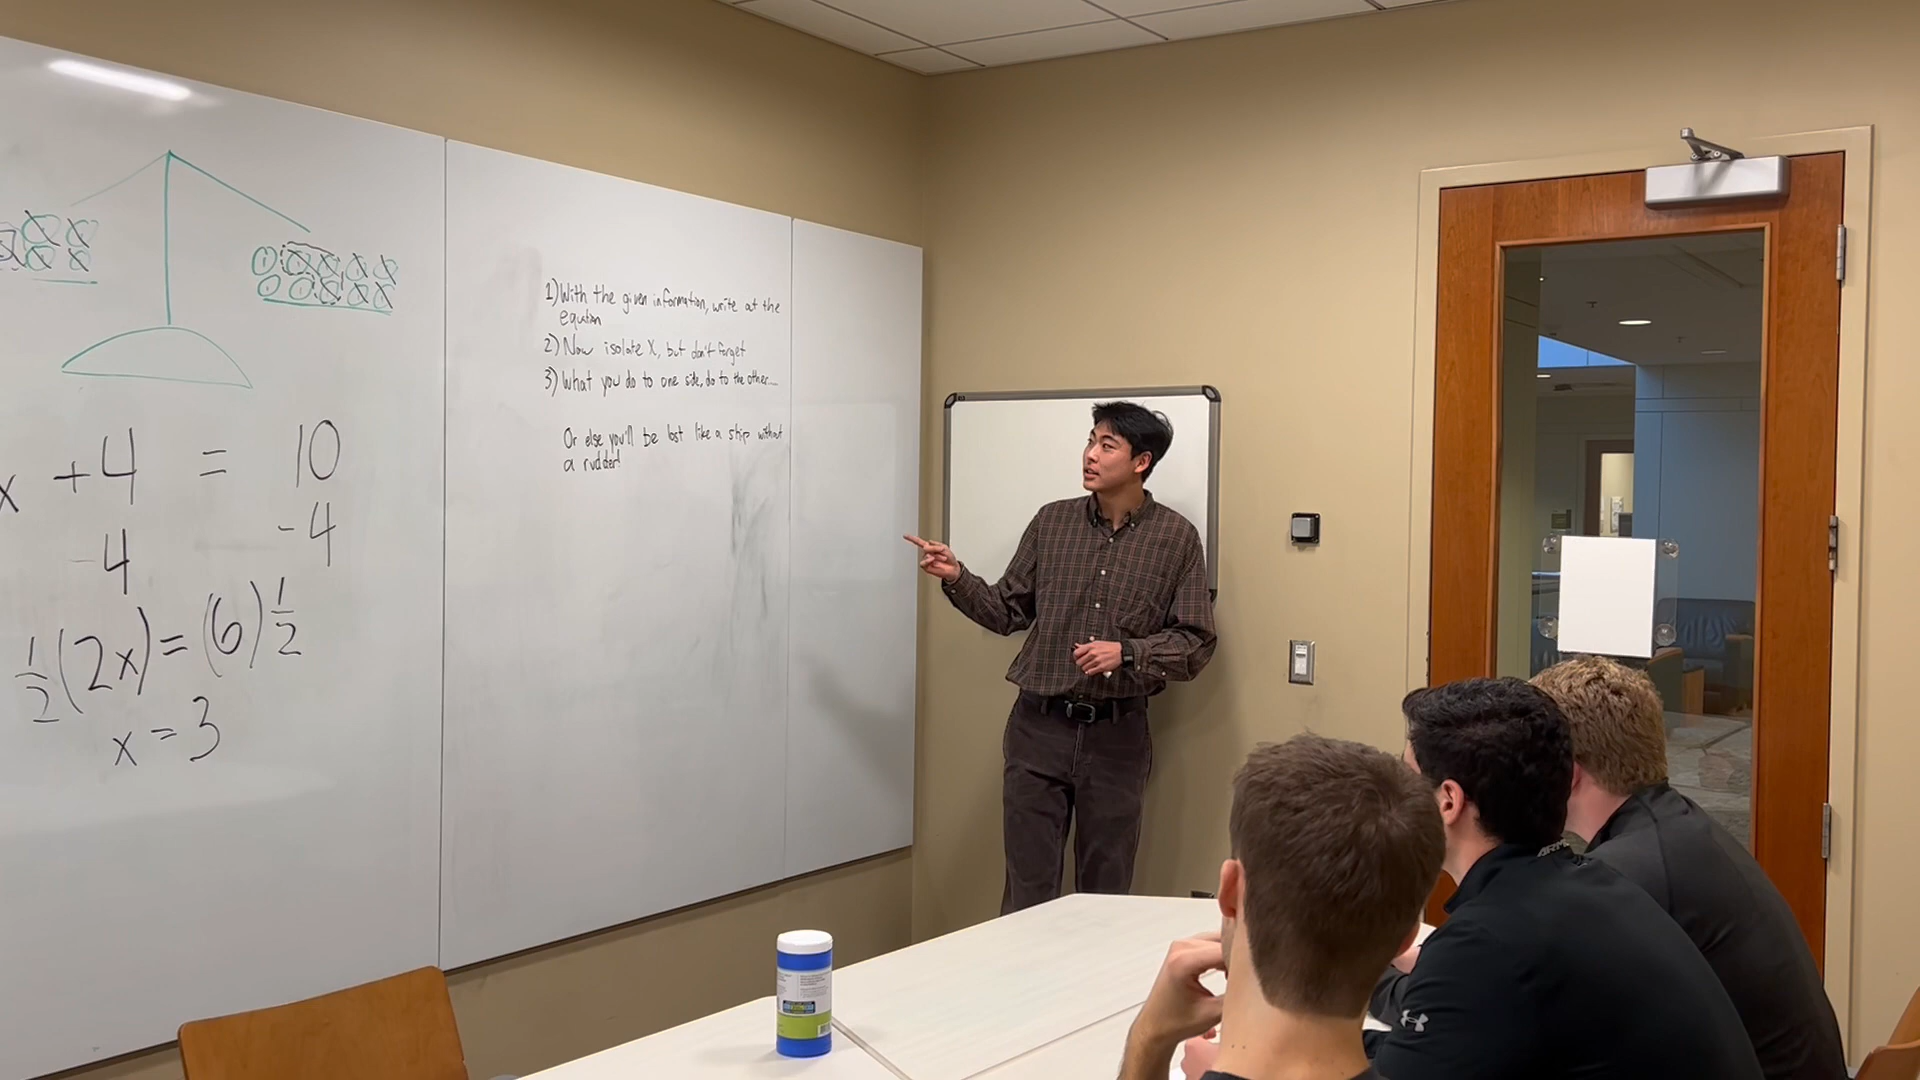 x + 4 = 10
-4 -4
1/2 (2x) = (6) 1/2
x = 3
1) With the given information, write ot the
eqution
2) Now isolate X, but don't forget
3) What you do to one side, do to the other....
Or else you'll be lost like a ship without
a rudder!